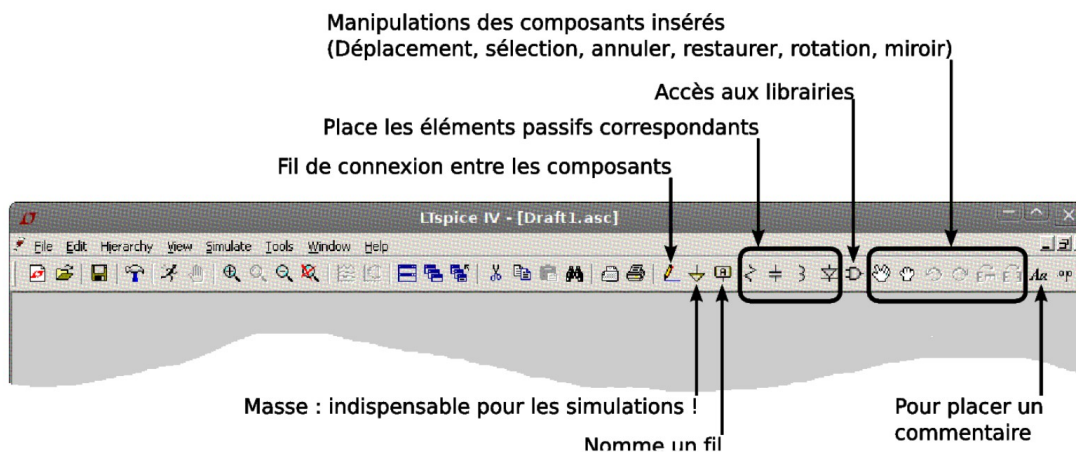 Manipulations des composants insérés
(Déplacement, sélection, annuler, restaurer, rotation, miroir)
Accès aux librairies
Place les éléments passifs correspondants
Fil de connexion entre les composants
LTspice IV - [Draft1.asc]
File Edit Hierarchy View Simulate Tools Window Help
A Aa .op
Masse : indispensable pour les simulations !
Nomme un fil
Pour placer un
commentaire